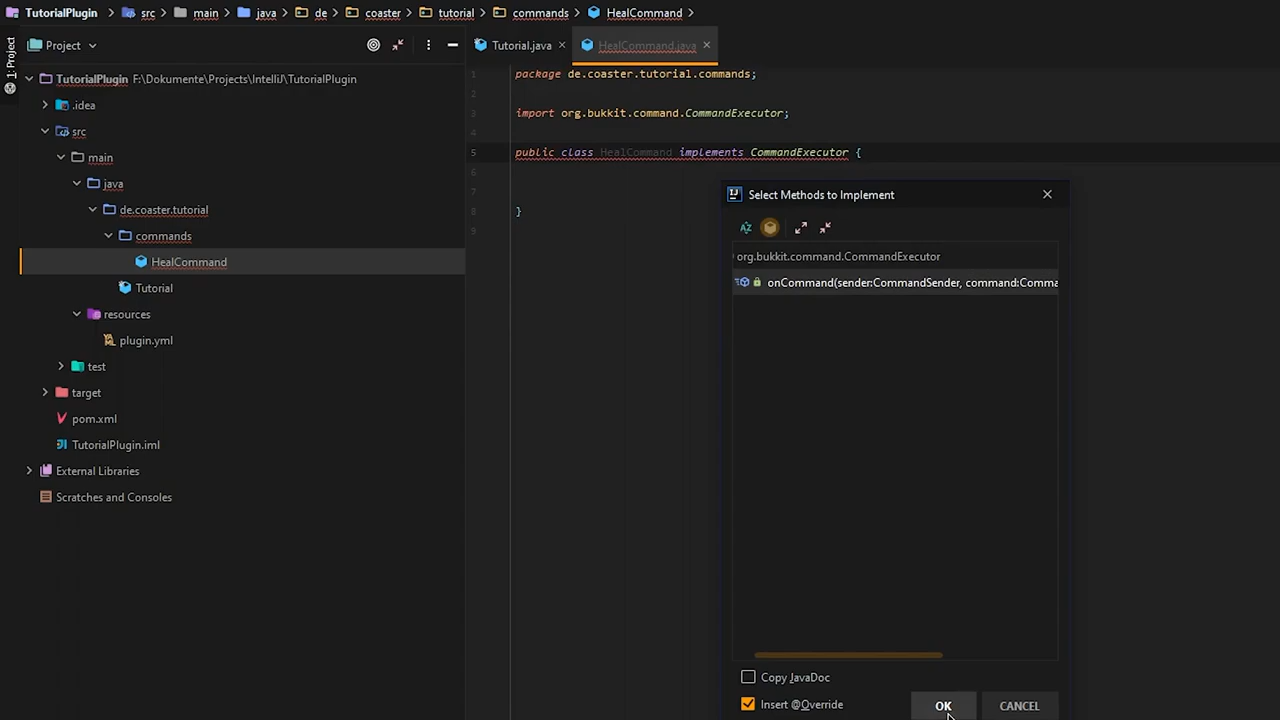 TutorialPlugin src main java de coaster tutorial commands HealCommand
1: Project
Project
Tutorial.java HealCommand.java
TutorialPlugin F:\Dokumente\Projects\IntelliJ\TutorialPlugin
.idea
src
main
java
de.coaster.tutorial
commands
HealCommand
Tutorial
resources
plugin.yml
test
target
pom.xml
TutorialPlugin.iml
External Libraries
Scratches and Consoles
1 package de.coaster.tutorial.commands;
2
3 import org.bukkit.command.CommandExecutor;
4
5 public class HealCommand implements CommandExecutor {
6
7
8 }
9
Select Methods to Implement
org.bukkit.command.CommandExecutor
onCommand(sender:CommandSender, command:Comma
Copy JavaDoc
Insert @Override
OK CANCEL